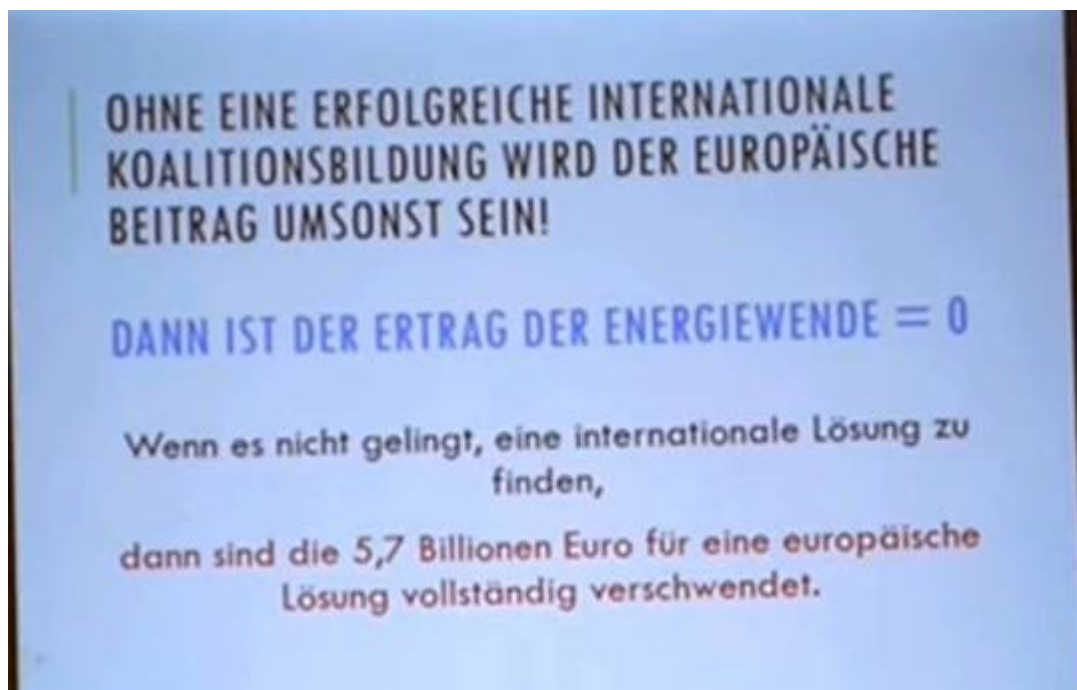 OHNE EINE ERFOLGREICHE INTERNATIONALE
KOALITIONSBILDUNG WIRD DER EUROPÄISCHE
BEITRAG UMSONST SEIN!
DANN IST DER ERTRAG DER ENERGIEWENDE = 0
Wenn es nicht gelingt, eine internationale Lösung zu
finden,
dann sind die 5,7 Billionen Euro für eine europäische
Lösung vollständig verschwendet.